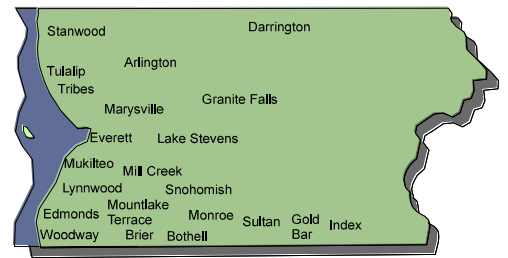 Darrington
Stanwood
Arlington
Tulalip
Tribes
Granite Falls
Marysville
Everett
Lake Stevens
Mukilteo
Mill Creek
Lynnwood
Snohomish
Mountlake
Terrace
Edmonds
Monroe
Sultan
Gold
Bar
Index
Woodway
Brier
Bothell